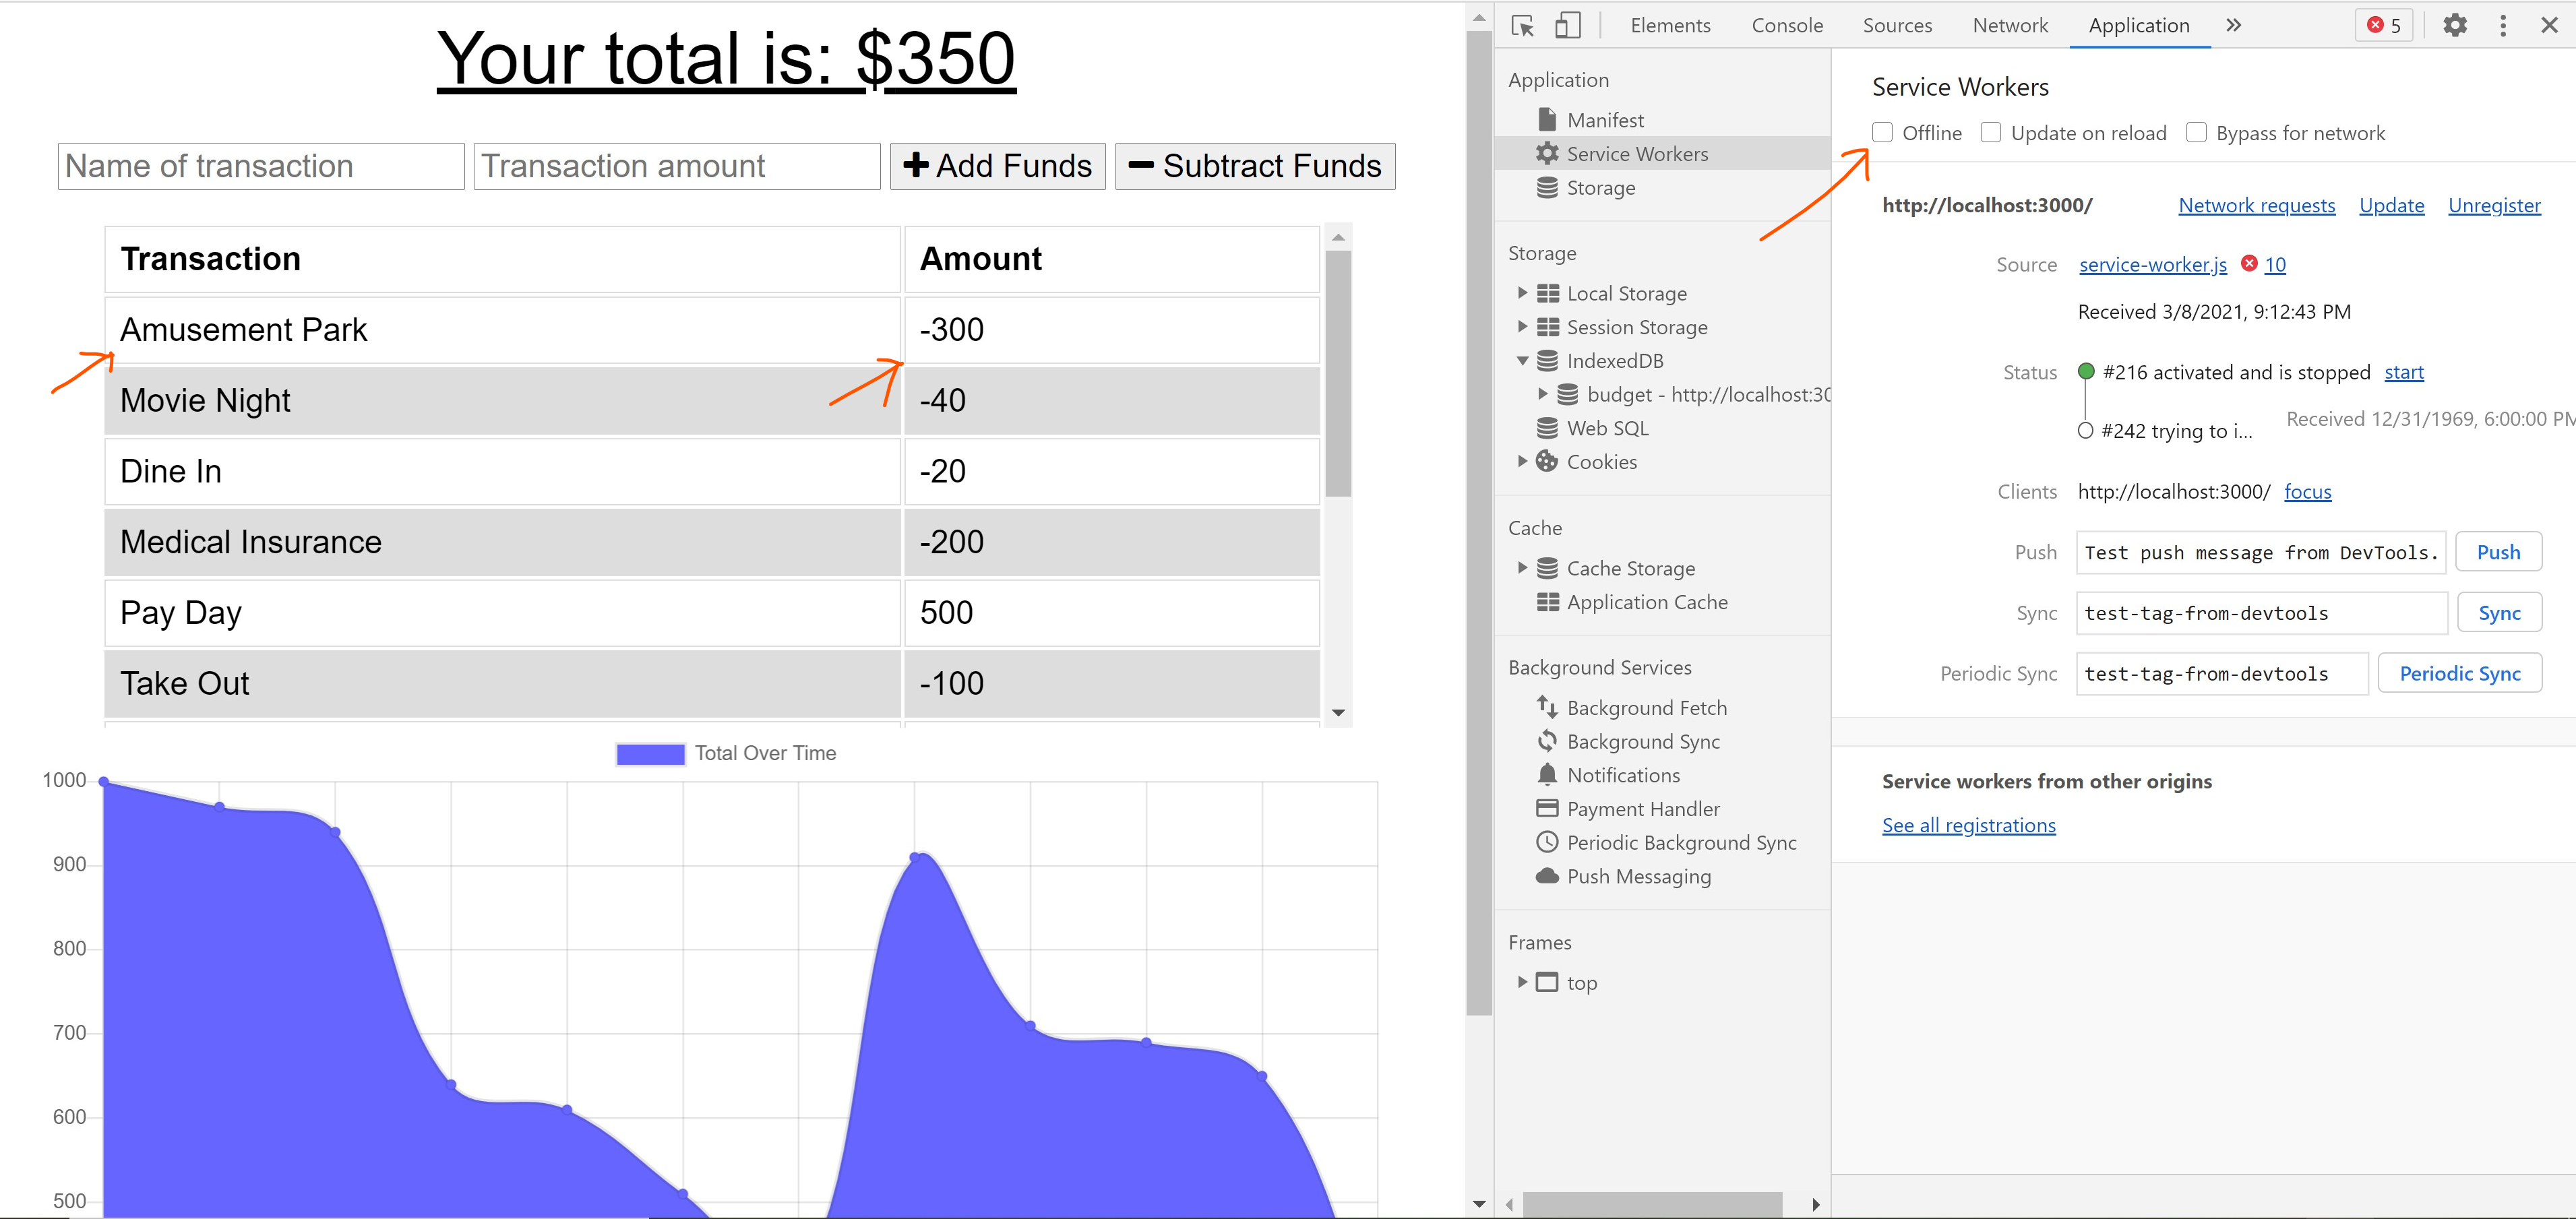 Your total is: $350
Name of transaction
Transaction amount
Add Funds
Subtract Funds
Transaction Amount
Amusement Park -300
Movie Night -40
Dine In -20
Medical Insurance -200
Pay Day 500
Take Out -100
Total Over Time
1000
900
800
700
600
500
Elements Console Sources Network Application 5
Application
Manifest
Service Workers
Storage
Storage
Local Storage
Session Storage
IndexedDB
budget - http://localhost:30
Web SQL
Cookies
Cache
Cache Storage
Application Cache
Background Services
Background Fetch
Background Sync
Notifications
Payment Handler
Periodic Background Sync
Push Messaging
Frames
top
Service Workers
Offline Update on reload Bypass for network
http://localhost:3000/ Network requests Update Unregister
Source service-worker.js 10
Received 3/8/2021, 9:12:43 PM
Status #216 activated and is stopped start
#242 trying to i... Received 12/31/1969, 6:00:00 PM
Clients http://localhost:3000/ focus
Push Test push message from DevTools. Push
Sync test-tag-from-devtools Sync
Periodic Sync test-tag-from-devtools Periodic Sync
Service workers from other origins
See all registrations